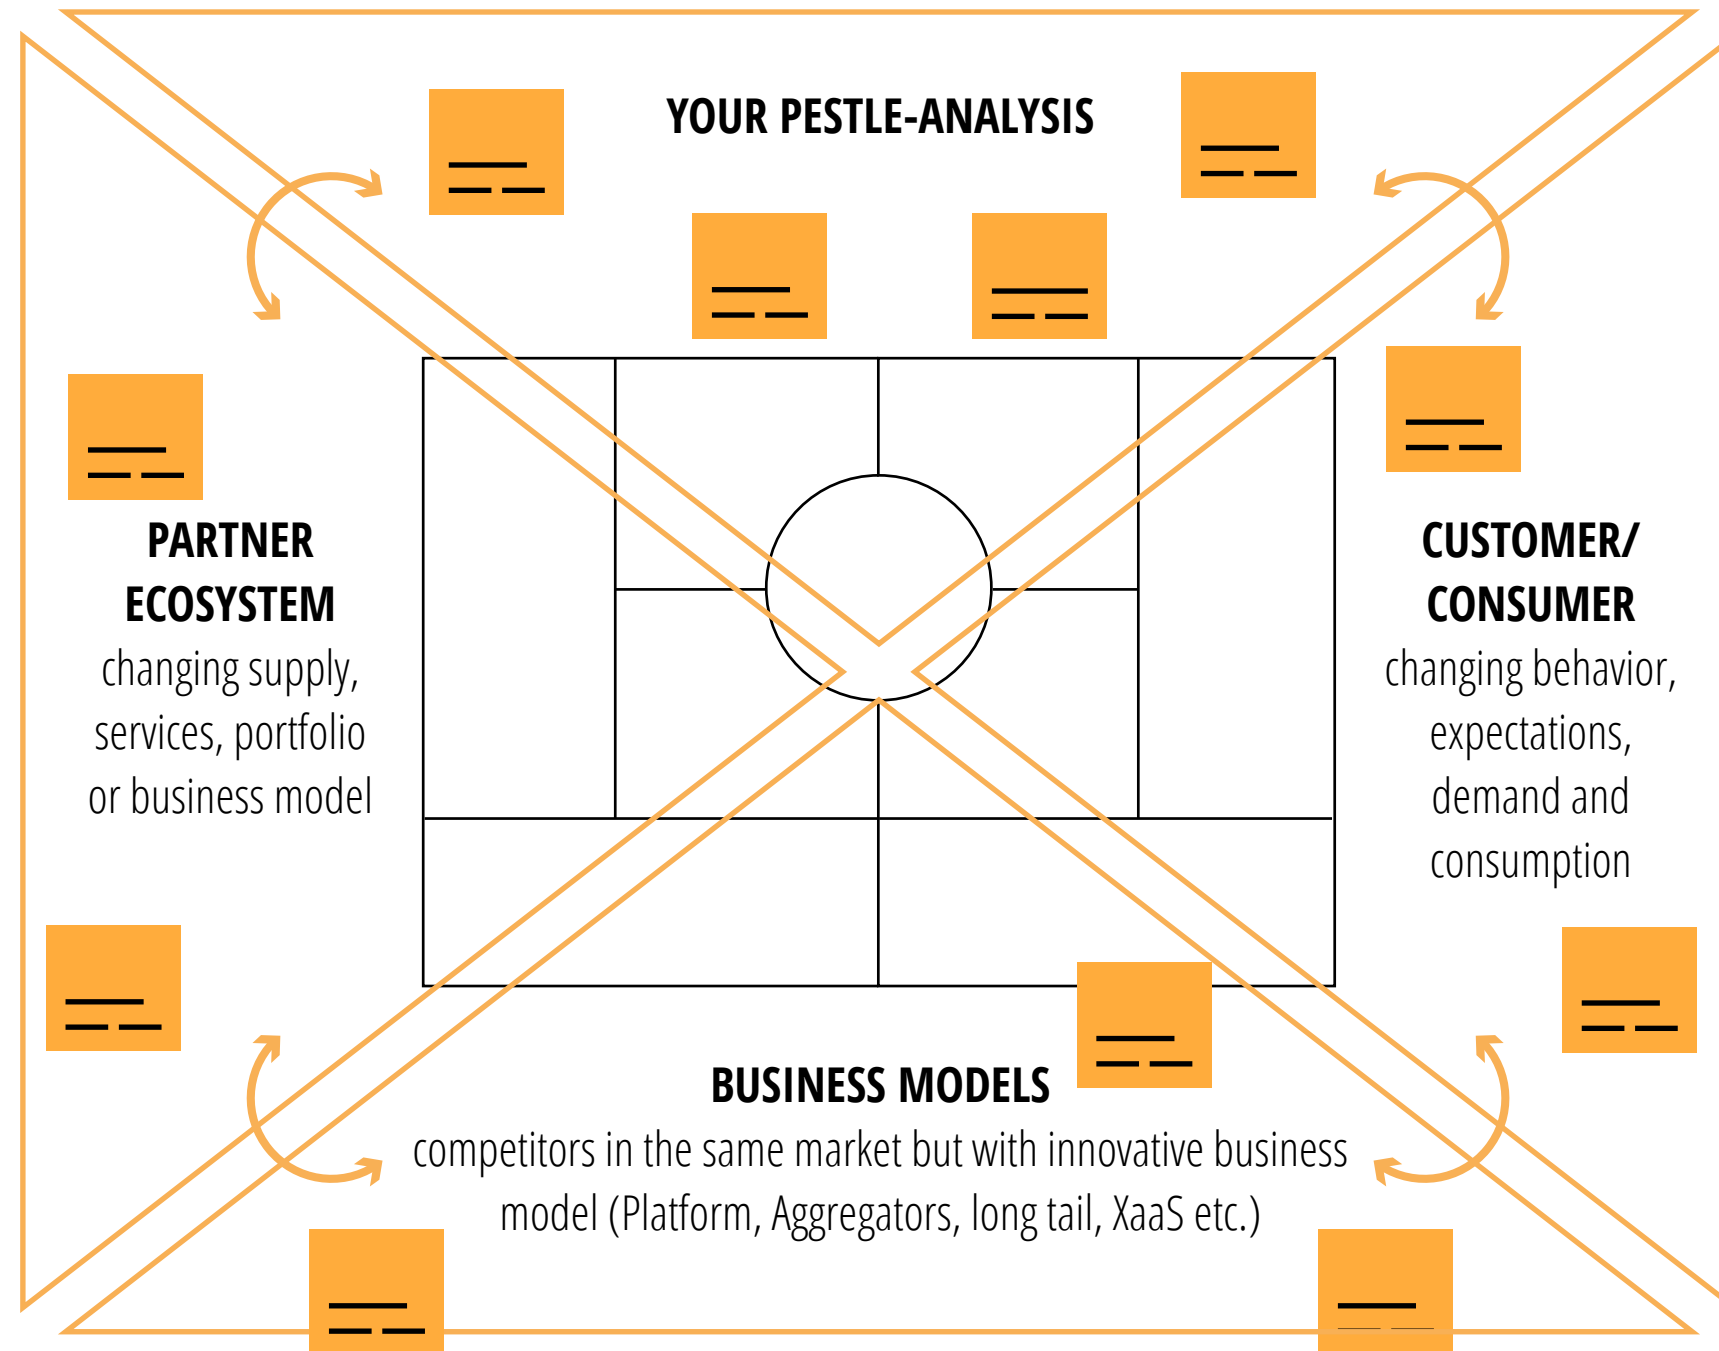 YOUR PESTLE-ANALYSIS
PARTNER
ECOSYSTEM
changing supply,
services, portfolio
or business model
CUSTOMER/
CONSUMER
changing behavior,
expectations,
demand and
consumption
BUSINESS MODELS
competitors in the same market but with innovative business
model (Platform, Aggregators, long tail, XaaS etc.)